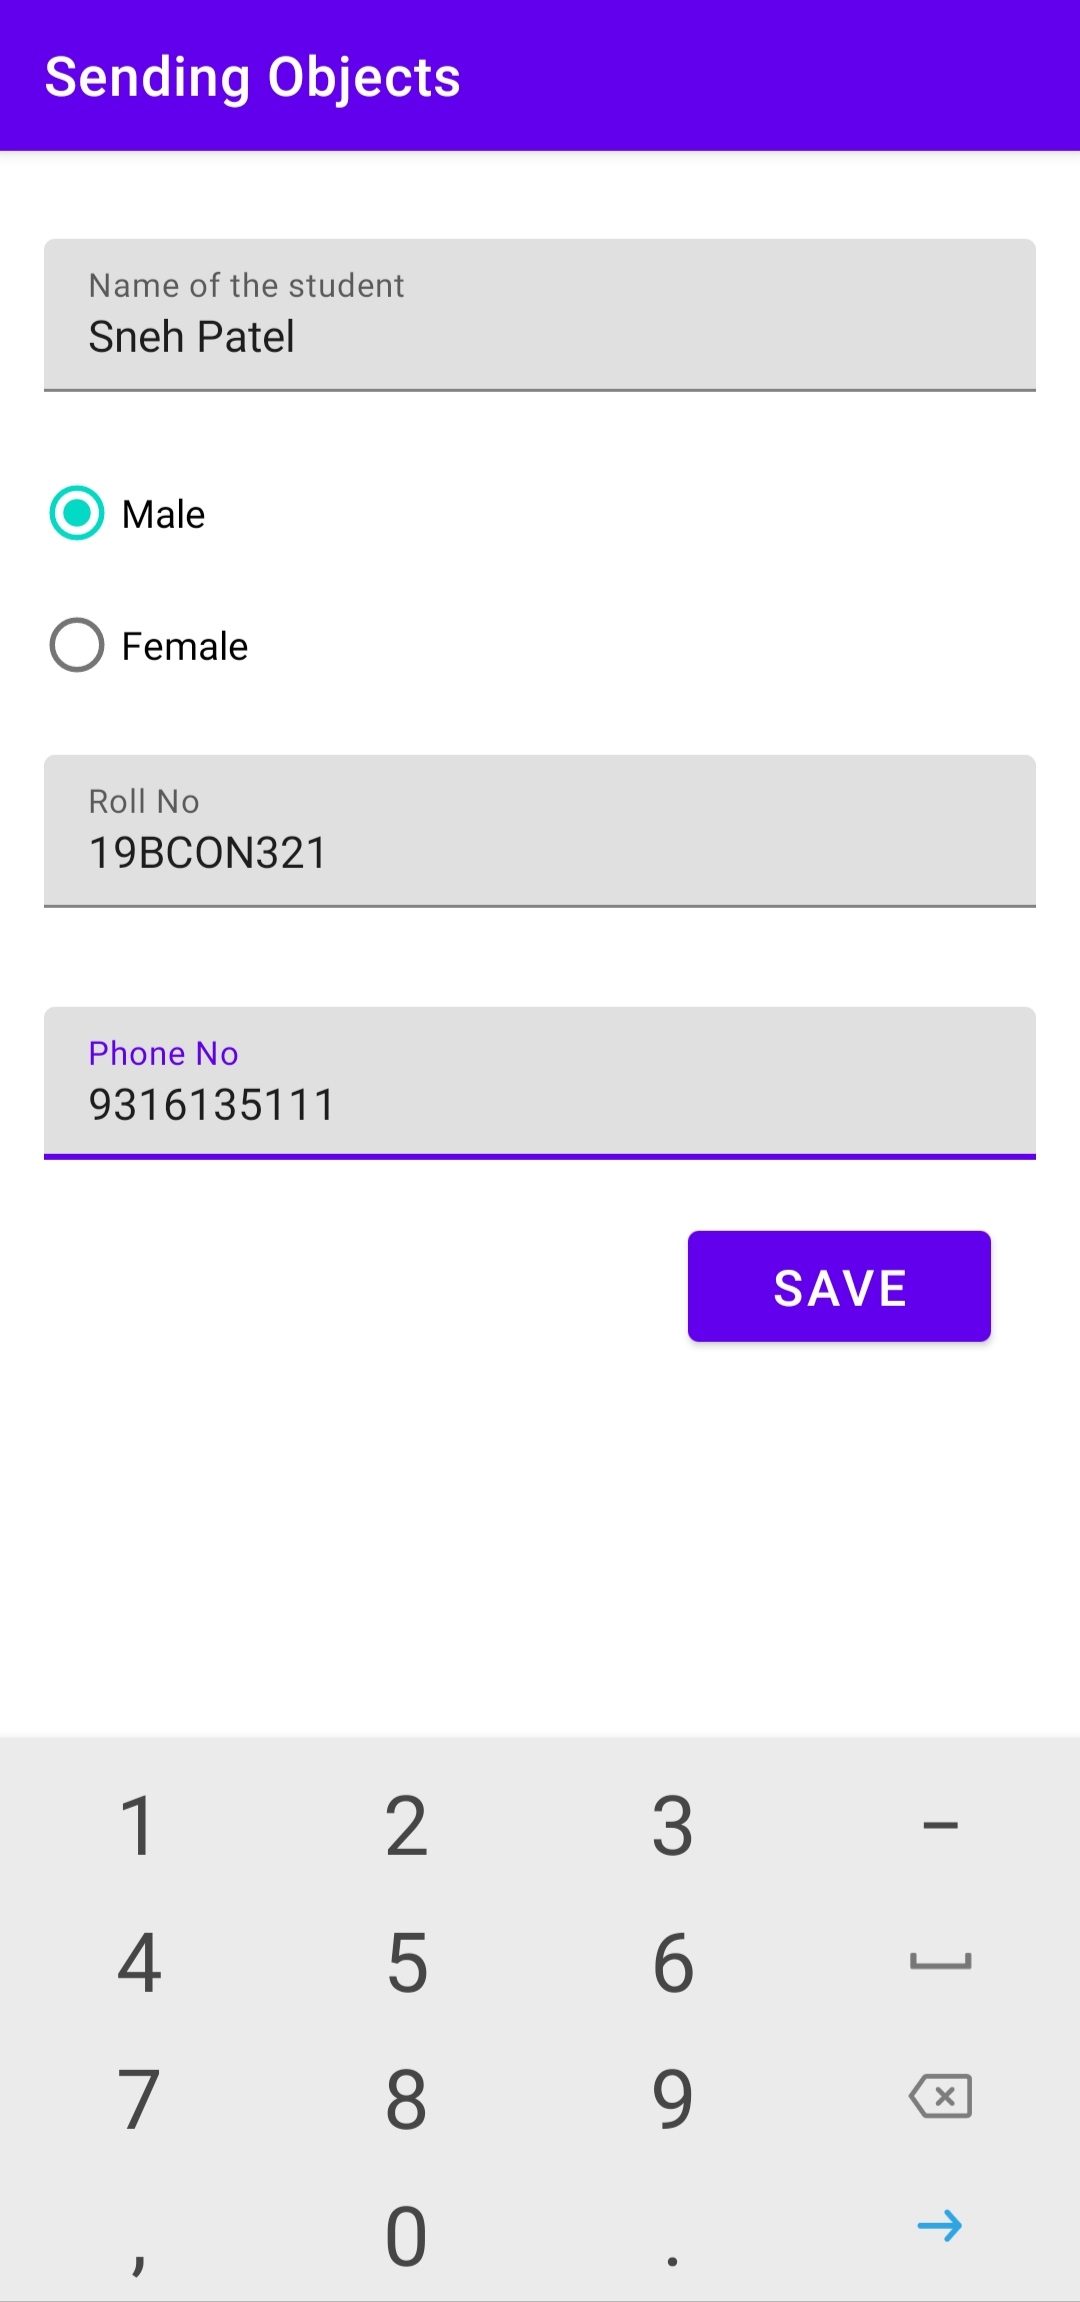 Sending Objects
Name of the student
Sneh Patel
Male
Female
Roll No
19BCON321
Phone No
9316135111
SAVE
1 2 3 –
4 5 6
7 8 9
, 0 .